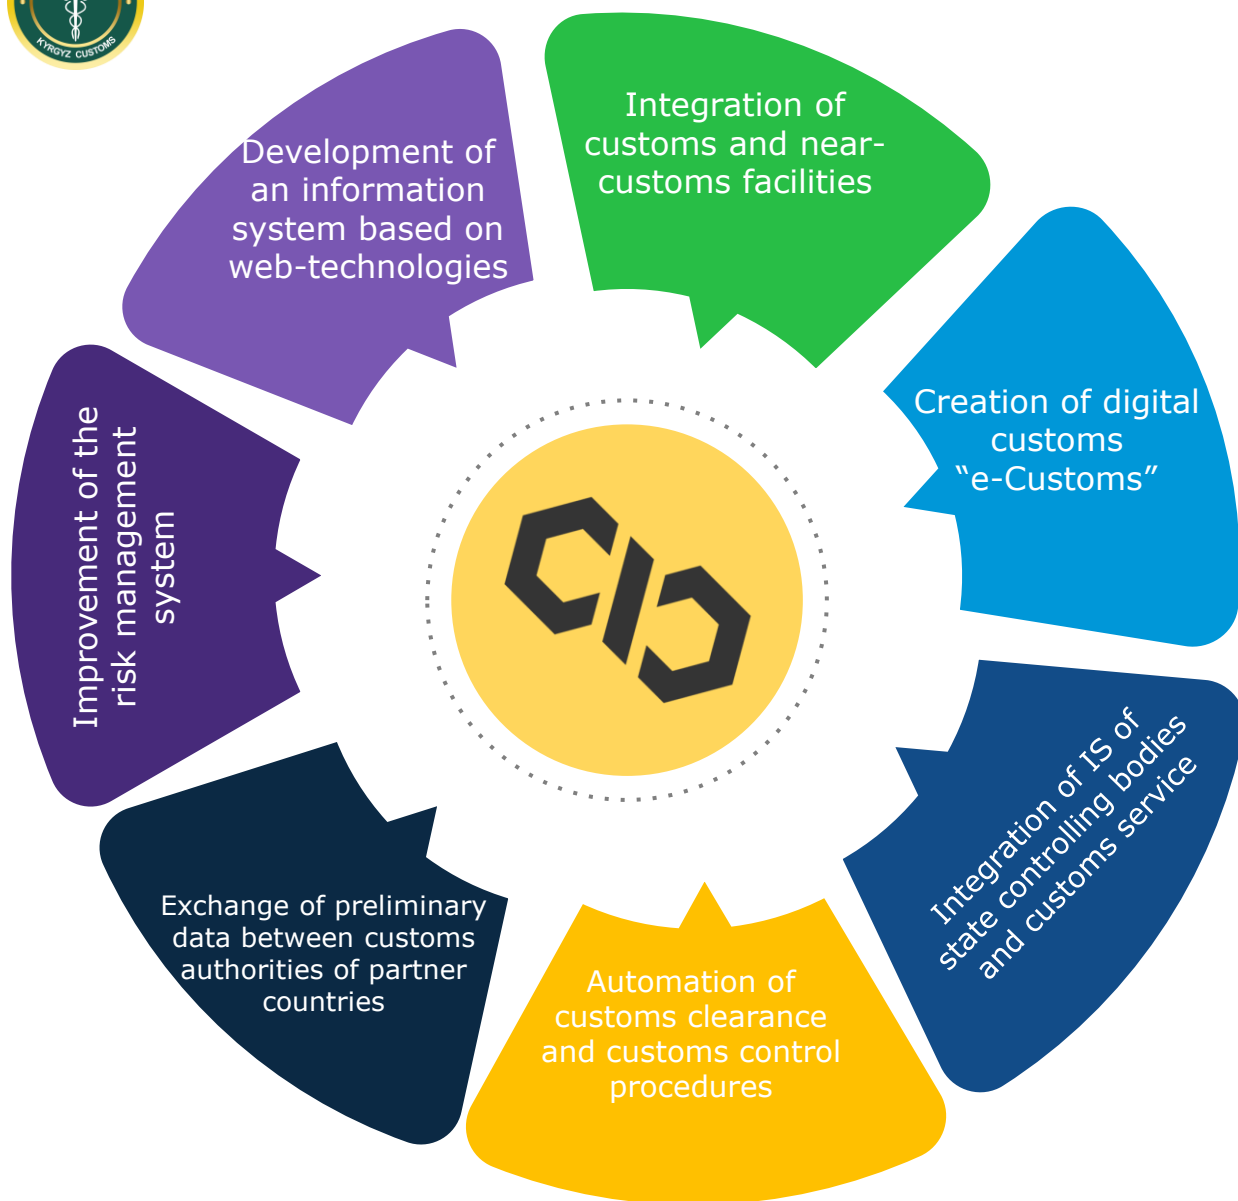 KYRGYZ CUSTOMS
Integration of
customs and near-
customs facilities
Creation of digital
customs
“e-Customs”
Integration of IS of
state controlling bodies
and customs service
Automation of
customs clearance
and customs control
procedures
Exchange of preliminary
data between customs
authorities of partner
countries
Improvement of the
risk management
system
Development of
an information
system based on
web-technologies